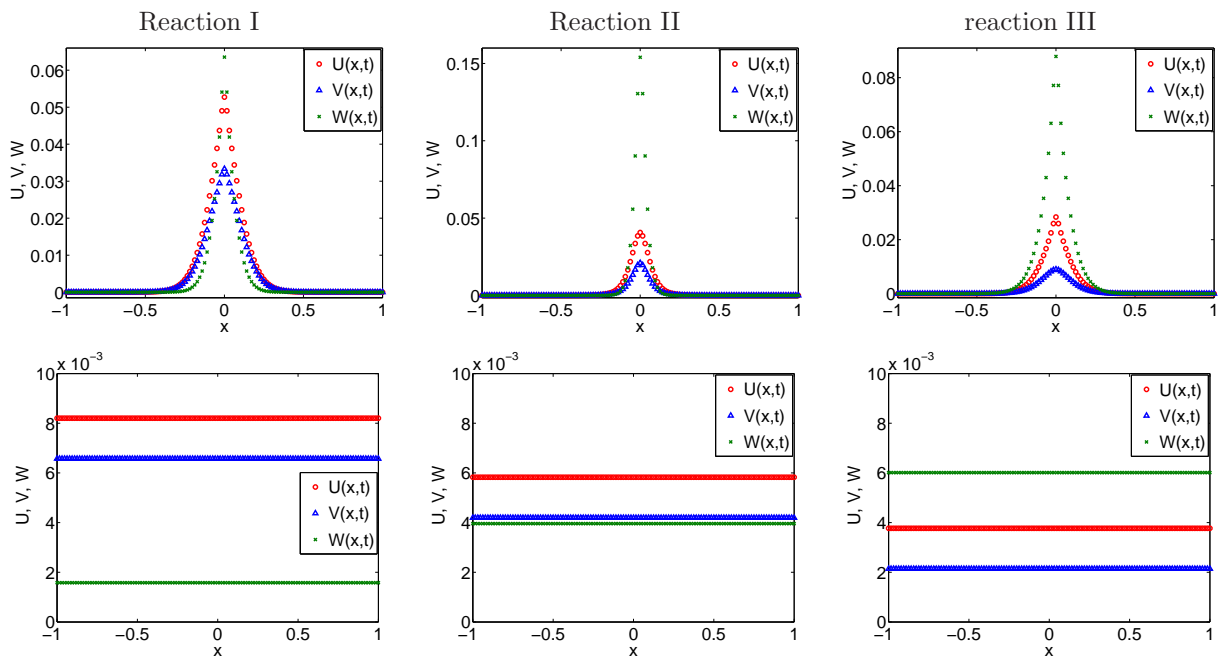 Reaction I
Reaction II
reaction III
U(x,t)
V(x,t)
W(x,t)
0.06
0.05
0.04
0.03
0.02
0.01
0
U, V, W
−1
−0.5
0
0.5
1
x
U(x,t)
V(x,t)
W(x,t)
0.15
0.10
0.05
0
U, V, W
−1
−0.5
0
0.5
1
x
U(x,t)
V(x,t)
W(x,t)
0.08
0.06
0.04
0.02
0
U, V, W
−1
−0.5
0
0.5
1
x
x 10⁻³
10
8
6
4
2
0
U, V, W
U(x,t)
V(x,t)
W(x,t)
−1
−0.5
0
0.5
1
x
x 10⁻³
10
8
6
4
2
0
U, V, W
U(x,t)
V(x,t)
W(x,t)
−1
−0.5
0
0.5
1
x
x 10⁻³
10
8
6
4
2
0
U, V, W
U(x,t)
V(x,t)
W(x,t)
−1
−0.5
0
0.5
1
x